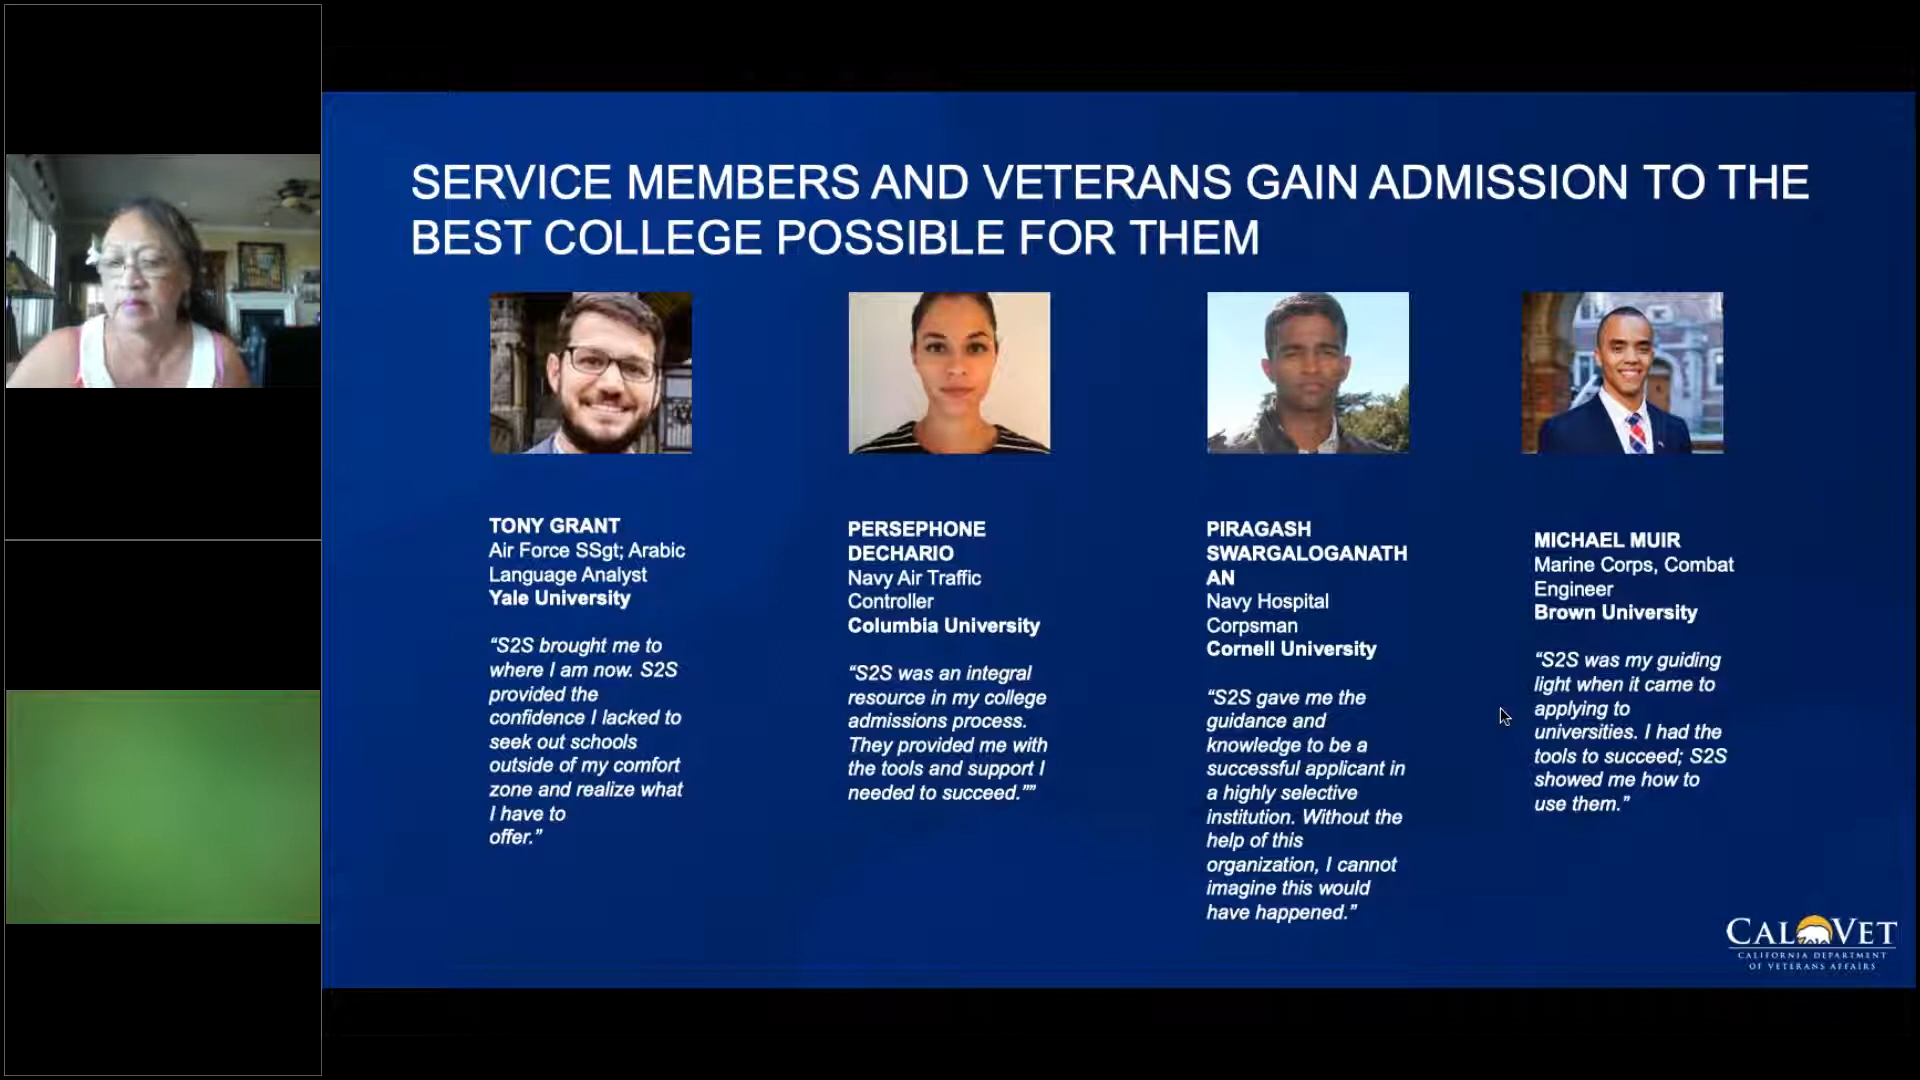 SERVICE MEMBERS AND VETERANS GAIN ADMISSION TO THE
BEST COLLEGE POSSIBLE FOR THEM
TONY GRANT
Air Force SSgt; Arabic
Language Analyst
Yale University
“S2S brought me to
where I am now. S2S
provided the
confidence I lacked to
seek out schools
outside of my comfort
zone and realize what
I have to
offer.”
PERSEPHONE
DECHARIO
Navy Air Traffic
Controller
Columbia University
“S2S was an integral
resource in my college
admissions process.
They provided me with
the tools and support I
needed to succeed.””
PIRAGASH
SWARGALOGANATH
AN
Navy Hospital
Corpsman
Cornell University
“S2S gave me the
guidance and
knowledge to be a
successful applicant in
a highly selective
institution. Without the
help of this
organization, I cannot
imagine this would
have happened.”
MICHAEL MUIR
Marine Corps, Combat
Engineer
Brown University
“S2S was my guiding
light when it came to
applying to
universities. I had the
tools to succeed; S2S
showed me how to
use them.”
CALVET
CALIFORNIA DEPARTMENT
OF VETERANS AFFAIRS